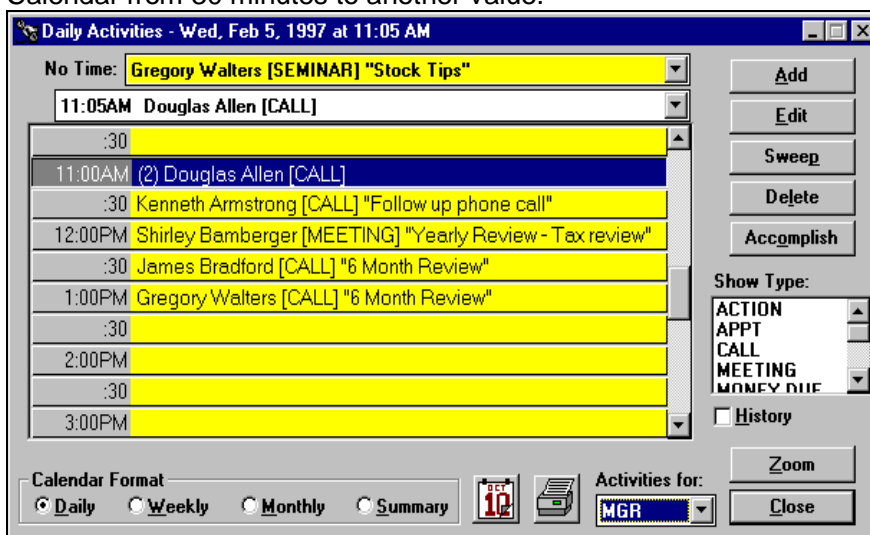 Calendar from 30 minutes to another value.
Daily Activities - Wed, Feb 5, 1997 at 11:05 AM
No Time: Gregory Walters [SEMINAR] "Stock Tips"
11:05AM Douglas Allen [CALL]
:30
11:00AM (2) Douglas Allen [CALL]
:30 Kenneth Armstrong [CALL] "Follow up phone call"
12:00PM Shirley Bamberger [MEETING] "Yearly Review - Tax review"
:30 James Bradford [CALL] "6 Month Review"
1:00PM Gregory Walters [CALL] "6 Month Review"
:30
2:00PM
:30
3:00PM
Add
Edit
Sweep
Delete
Accomplish
Show Type:
ACTION
APPT
CALL
MEETING
MONEY DUE
History
Zoom
Close
Calendar Format
Daily Weekly Monthly Summary
OCT
10
Activities for:
MGR